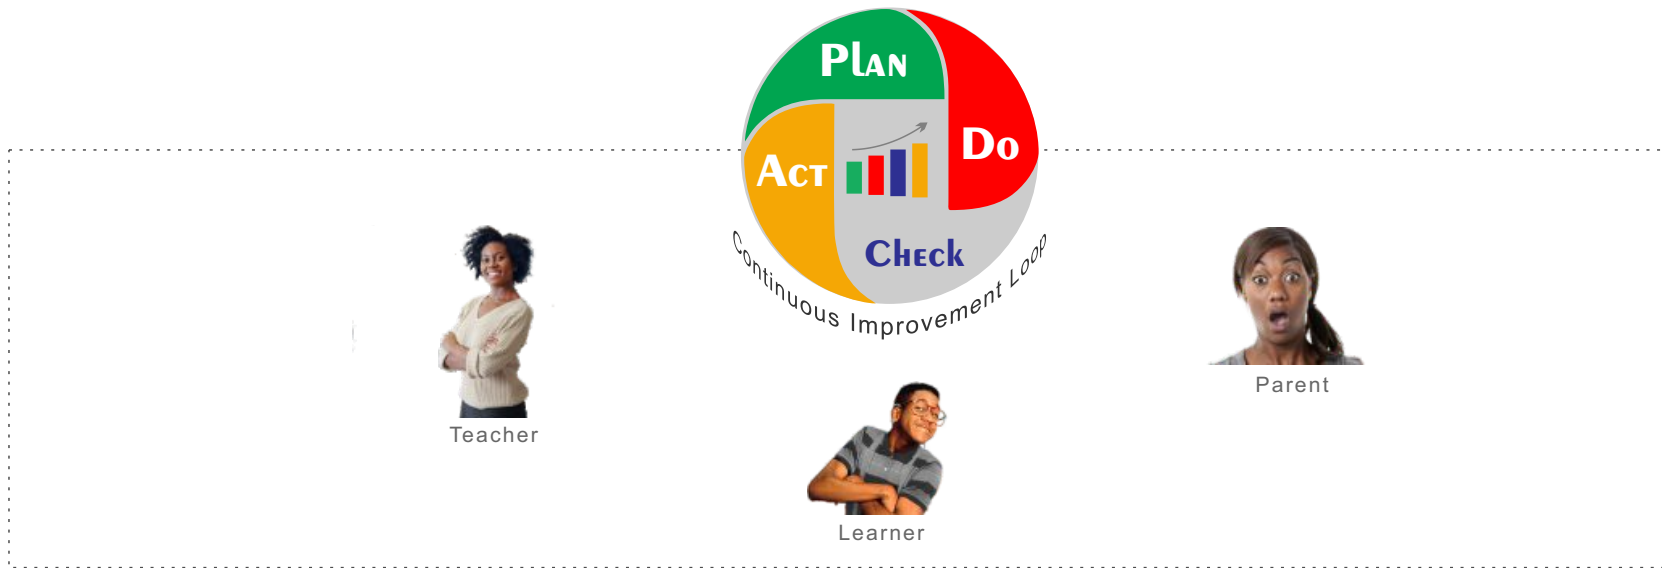 Plan
Do
Act
Check
Continuous Improvement Loop
Parent
Teacher
Learner